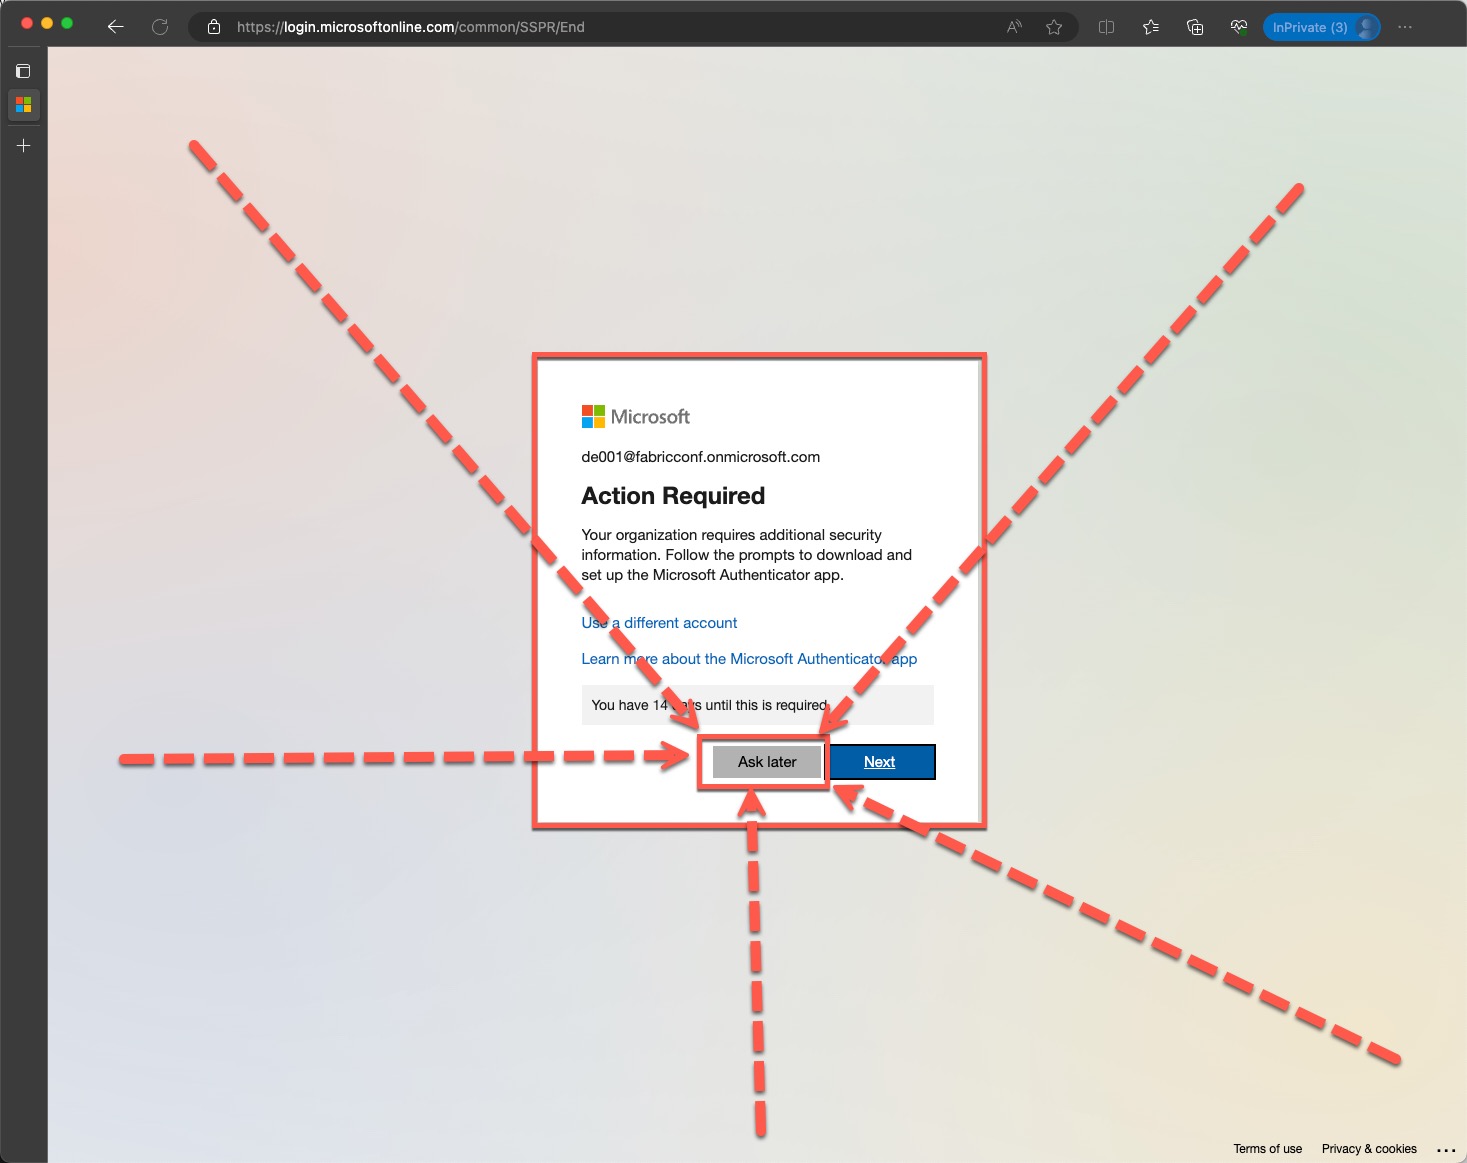 https://login.microsoftonline.com/common/SSPR/End
InPrivate (3)
Microsoft
de001@fabricconf.onmicrosoft.com
Action Required
Your organization requires additional security
information. Follow the prompts to download and
set up the Microsoft Authenticator app.
Use a different account
Learn more about the Microsoft Authenticator app
You have 14 days until this is required.
Ask later
Next
Terms of use
Privacy & cookies